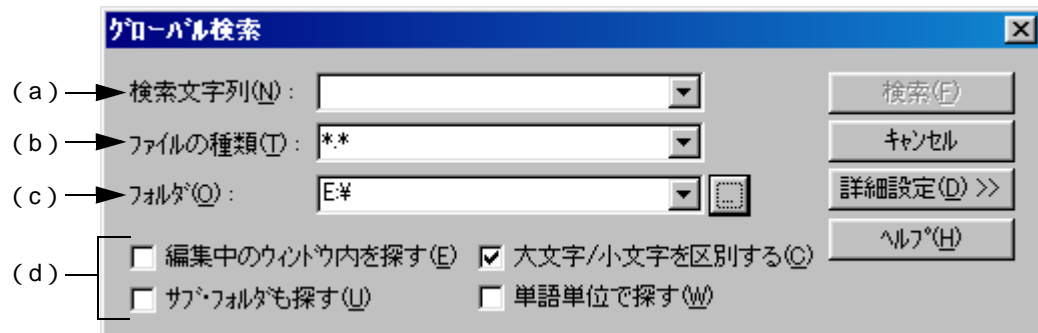 ｸﾞﾛｰﾊﾞﾙ検索
(a) 検索文字列(N): 検索(F)
(b) ﾌｧｲﾙの種類(T): *.* ｷｬﾝｾﾙ
(c) ﾌｫﾙﾀﾞ(O): E:¥ ... 詳細設定(D) >>
ﾍﾙﾌﾟ(H)
(d) 編集中のｳｨﾝﾄﾞｳ内を探す(E) 大文字/小文字を区別する(C)
ｻﾌﾞ･ﾌｫﾙﾀﾞも探す(U) 単語単位で探す(W)